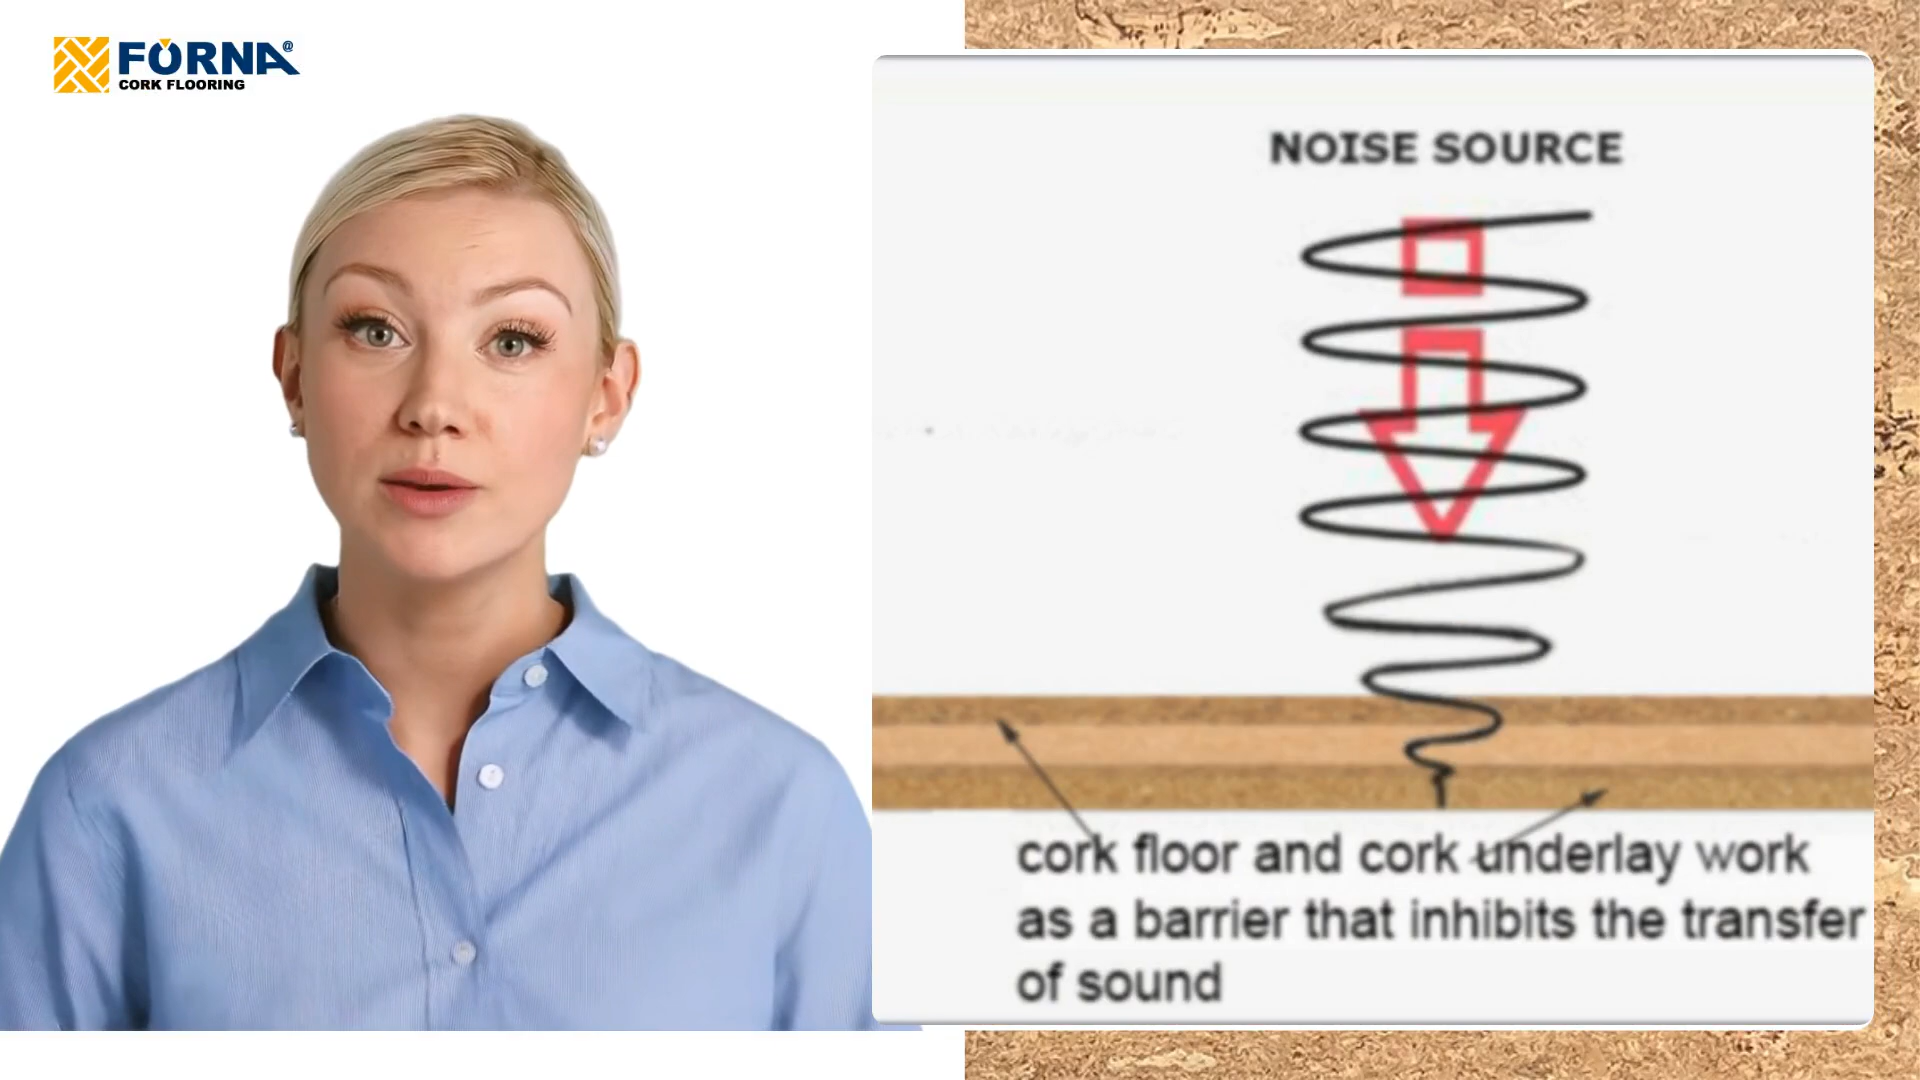 FORNA@
CORK FLOORING
NOISE SOURCE
cork floor and cork underlay work
as a barrier that inhibits the transfer
of sound